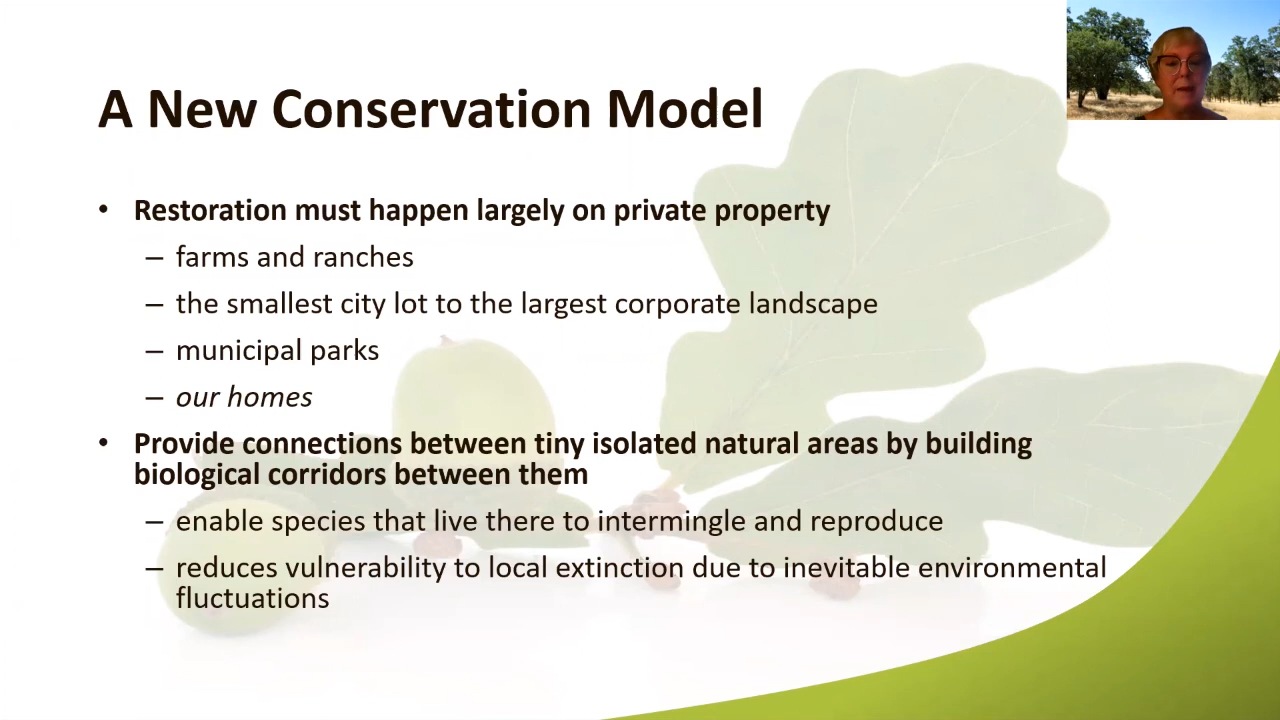 A New Conservation Model
• Restoration must happen largely on private property
– farms and ranches
– the smallest city lot to the largest corporate landscape
– municipal parks
– our homes
• Provide connections between tiny isolated natural areas by building
biological corridors between them
– enable species that live there to intermingle and reproduce
– reduces vulnerability to local extinction due to inevitable environmental
fluctuations